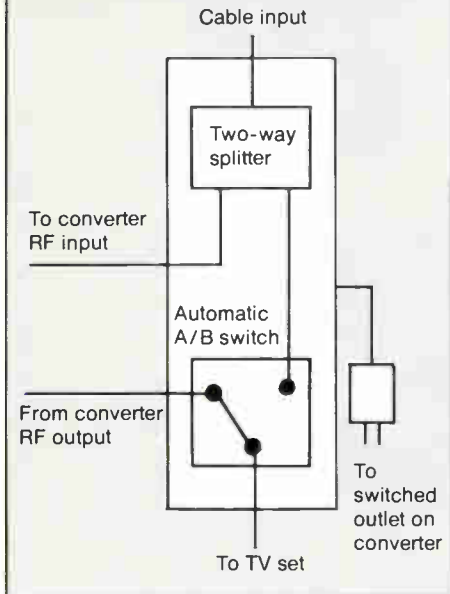 Cable input
Two-way
splitter
To converter
RF input
Automatic
A/B switch
From converter
RF output
To
switched
outlet on
converter
To TV set